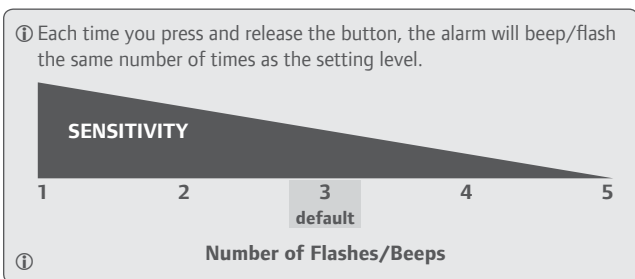 ⓘ Each time you press and release the button, the alarm will beep/flash
the same number of times as the setting level.
SENSITIVITY
1 2 3 4 5
default
Number of Flashes/Beeps
ⓘ